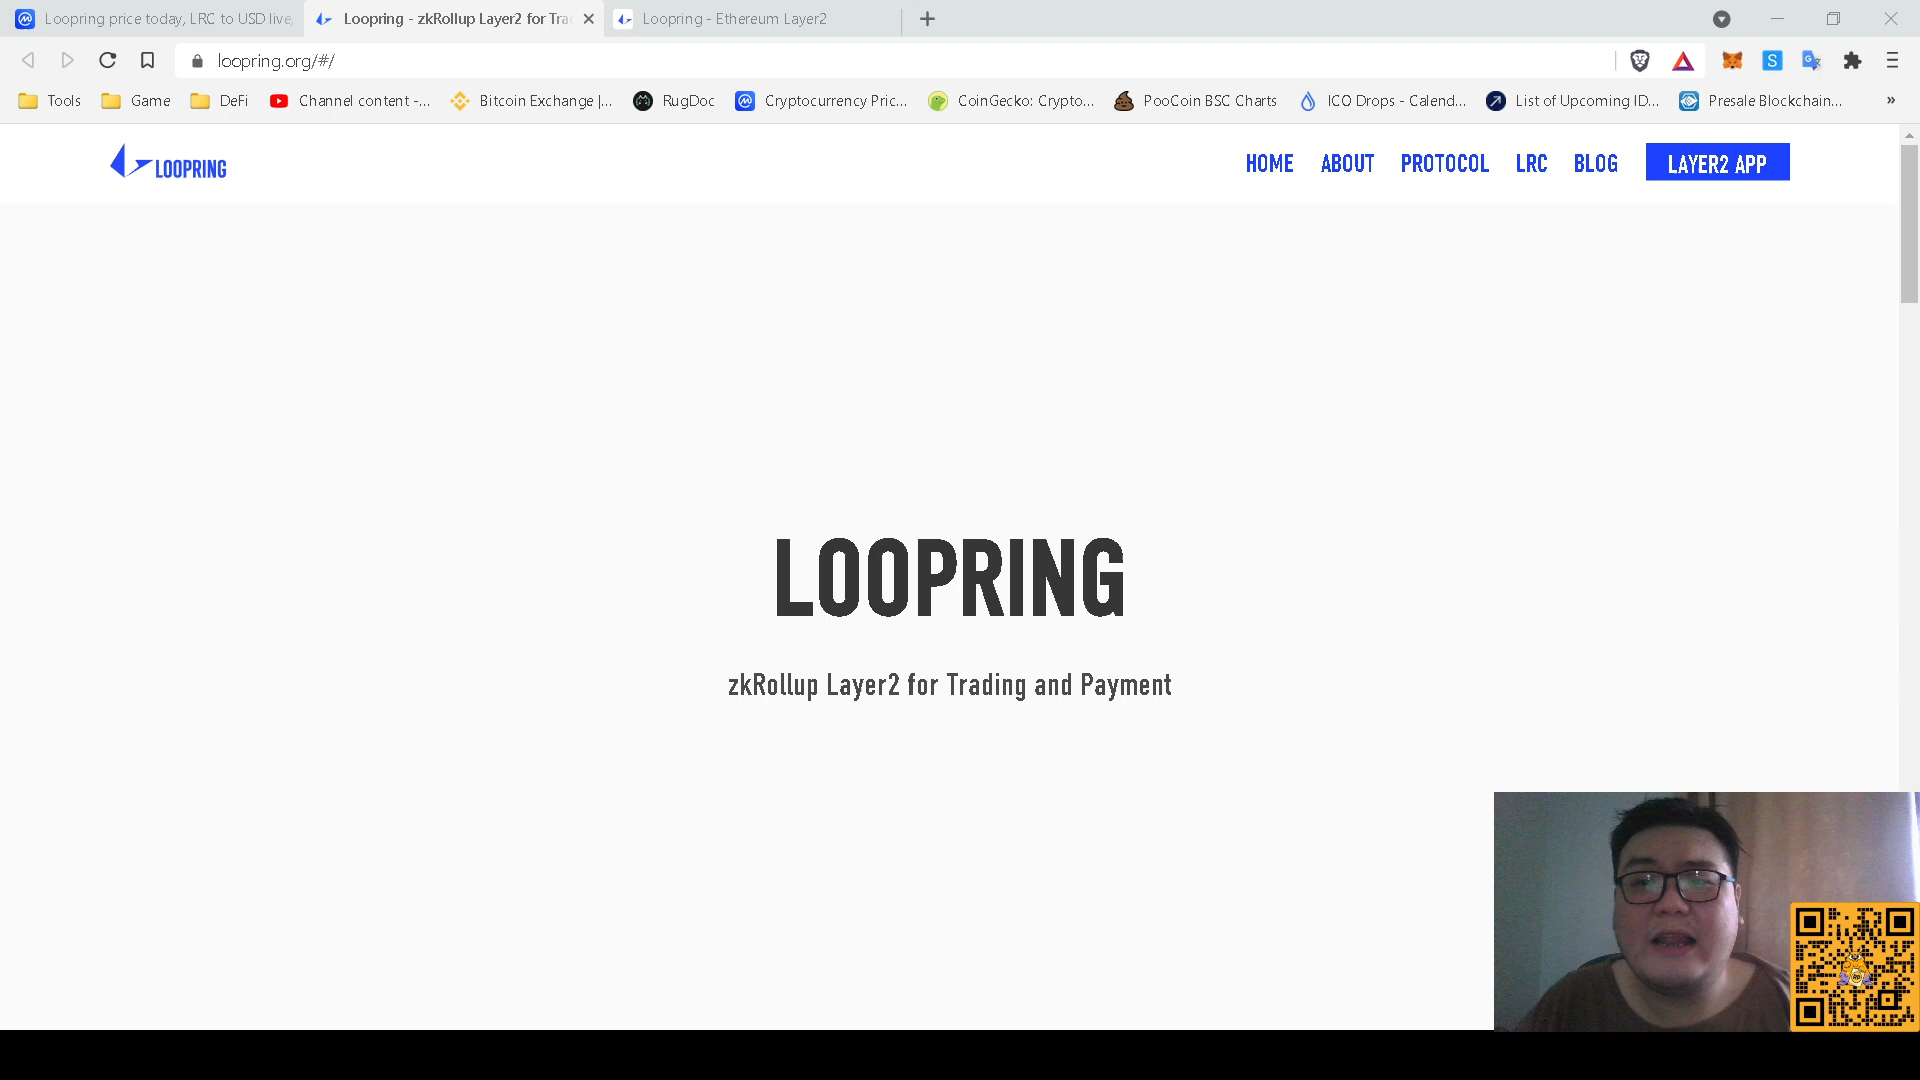 Loopring price today, LRC to USD live,
Loopring - zkRollup Layer2 for Tra
Loopring - Ethereum Layer2
loopring.org/#/
Tools
Game
DeFi
Channel content -...
Bitcoin Exchange |...
RugDoc
Cryptocurrency Pric...
CoinGecko: Crypto...
PooCoin BSC Charts
ICO Drops - Calend...
List of Upcoming ID...
Presale Blockchain...
LOOPRING
HOME
ABOUT
PROTOCOL
LRC
BLOG
LAYER2 APP
LOOPRING
zkRollup Layer2 for Trading and Payment